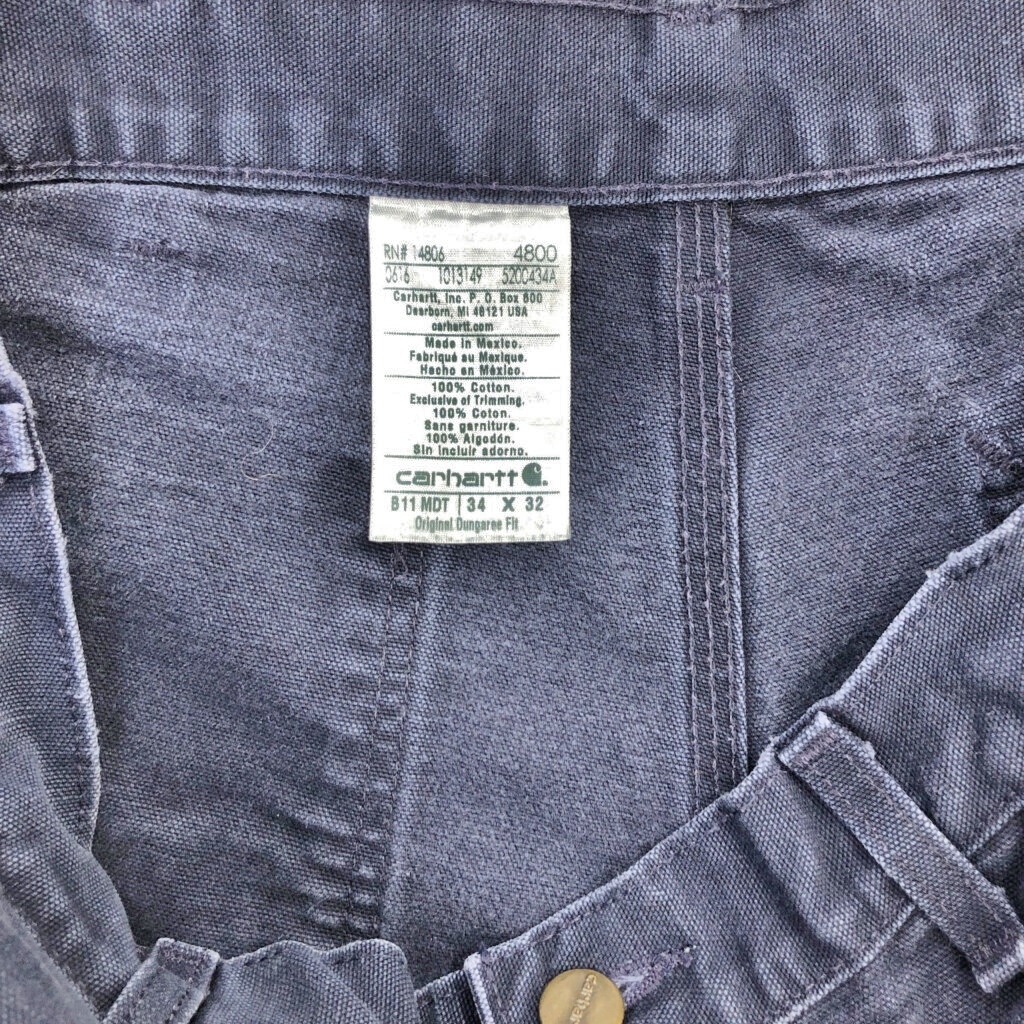 RN# 14806 4800
0616 1013149 5200434A
Carhartt, Inc. P. O. Box 600
Dearborn, MI 48121 USA
carhartt.com
Made in Mexico.
Fabriqué au Mexique.
Hecho en México.
100% Cotton.
Exclusive of Trimming.
100% Coton.
Sans garniture.
100% Algodón.
Sin incluir adorno.
carhartt
B11 MDT 34 X 32
Original Dungaree Fit